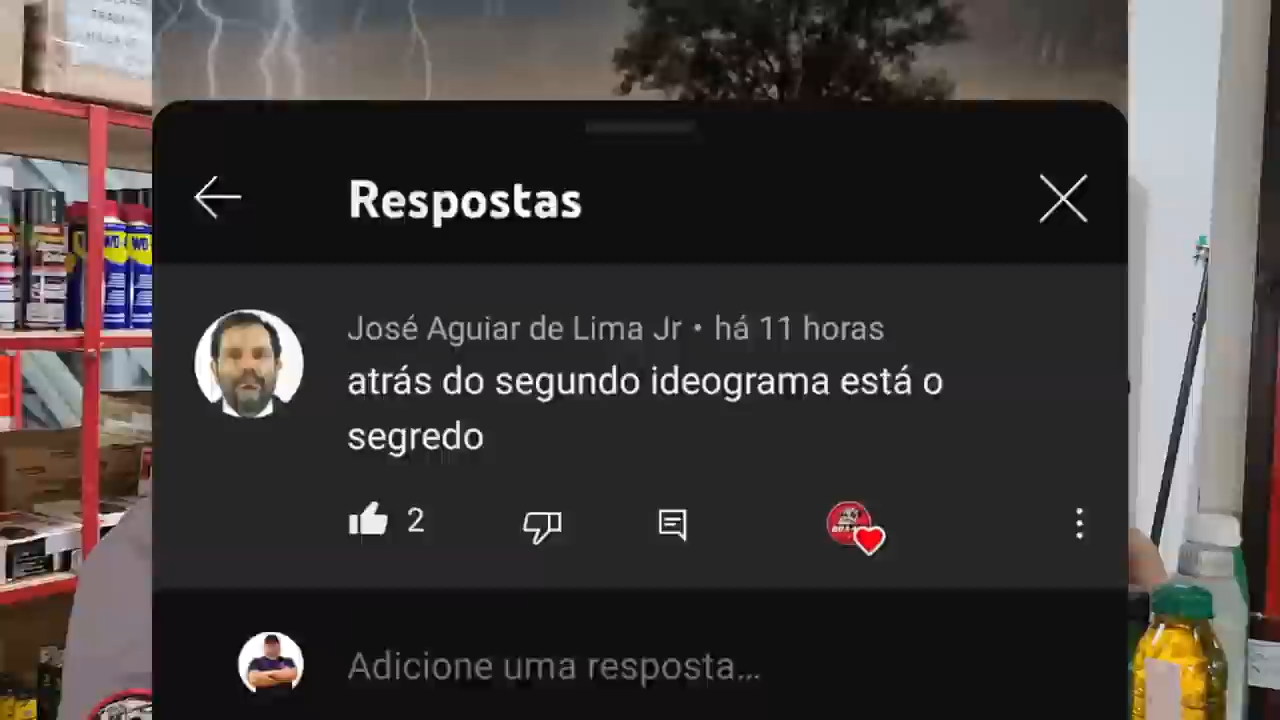 Respostas
José Aguiar de Lima Jr • há 11 horas
atrás do segundo ideograma está o
segredo
2
Adicione uma resposta...